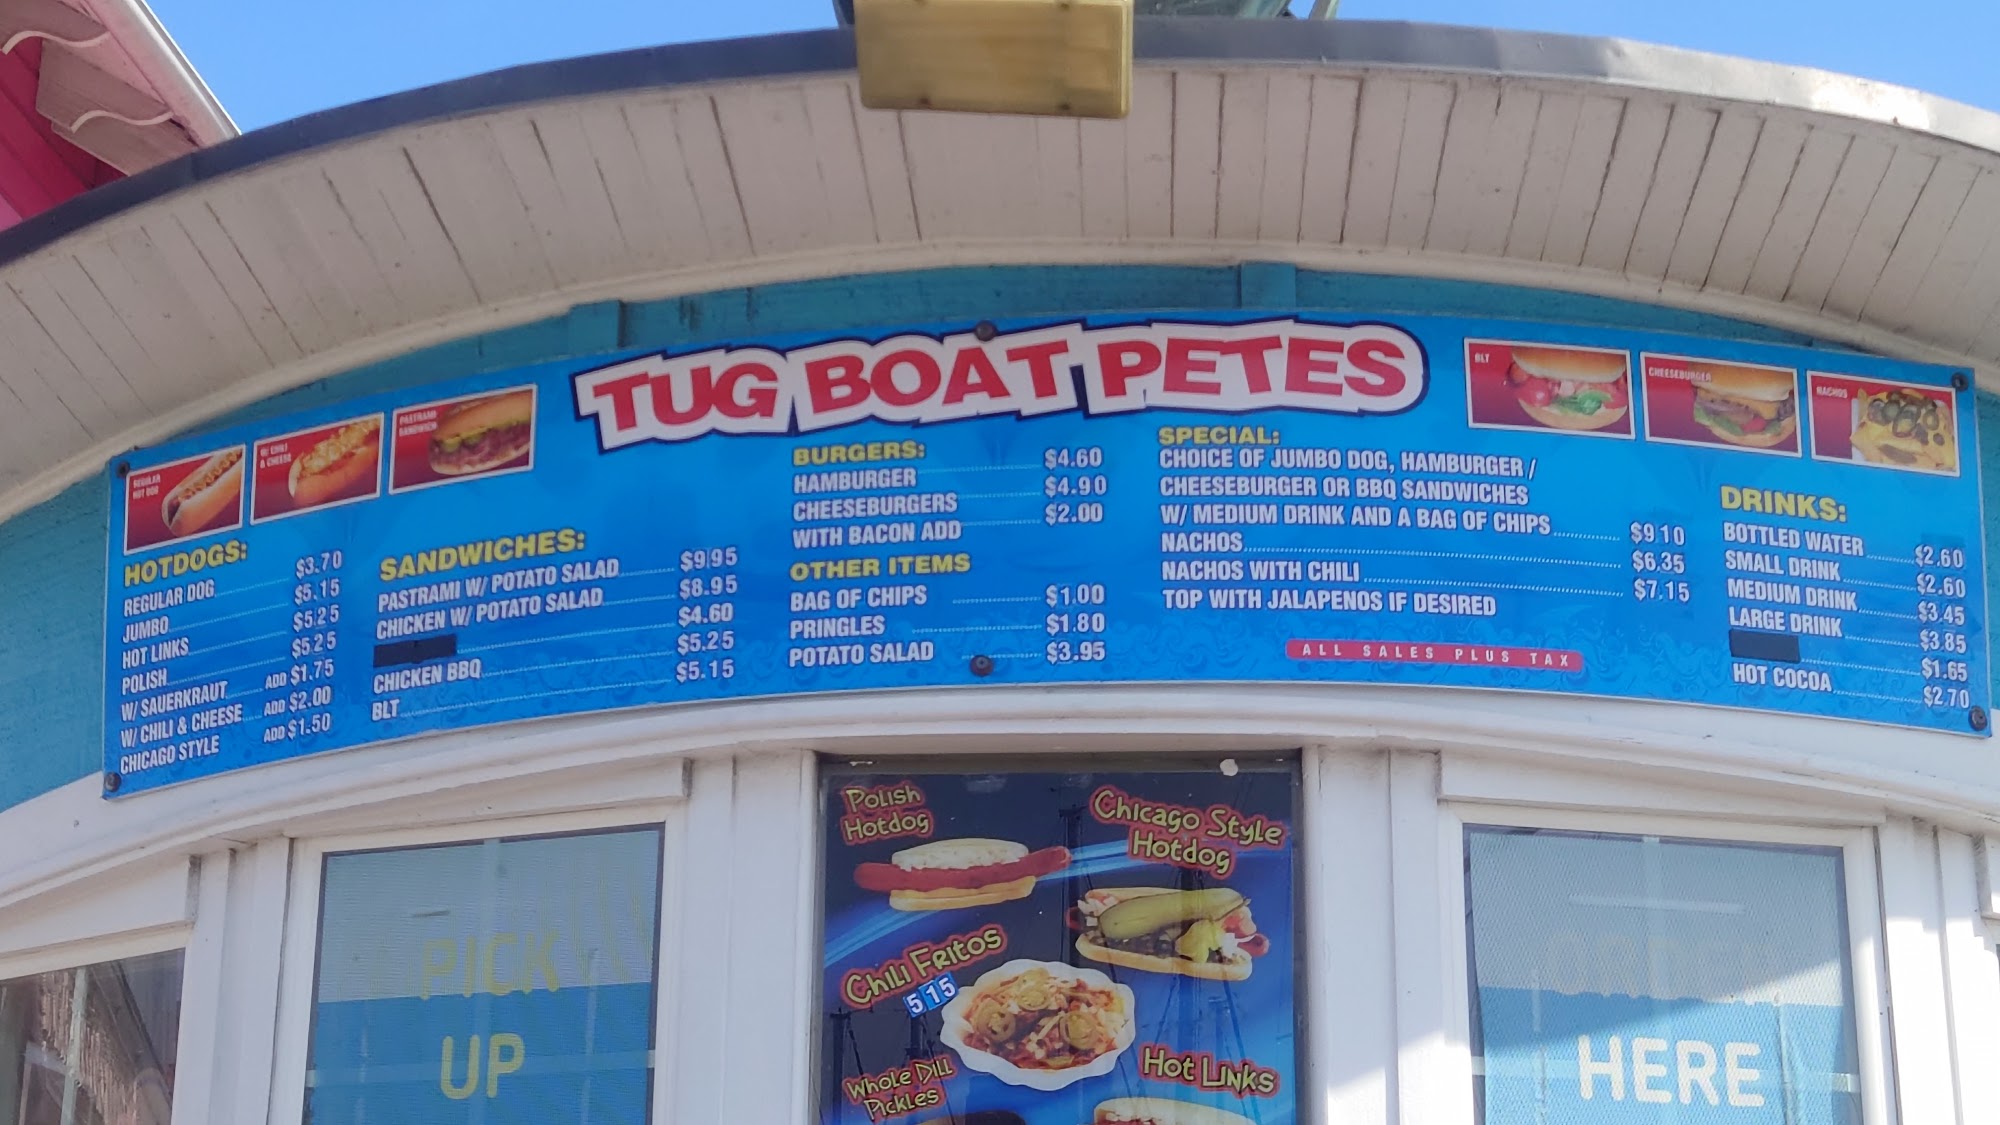 TUG BOAT PETES
REGULAR HOT DOG
W/ CHILI & CHEESE
PASTRAMI SANDWICH
BLT
CHEESEBURGER
NACHOS
HOTDOGS:
REGULAR DOG $3.70
JUMBO $5.15
HOT LINKS $5.25
POLISH $5.25
W/ SAUERKRAUT ADD $1.75
W/ CHILI & CHEESE ADD $2.00
CHICAGO STYLE ADD $1.50
SANDWICHES:
PASTRAMI W/ POTATO SALAD $9.95
CHICKEN W/ POTATO SALAD $8.95
$4.60
CHICKEN BBQ $5.25
BLT $5.15
BURGERS:
HAMBURGER $4.60
CHEESEBURGERS $4.90
WITH BACON ADD $2.00
OTHER ITEMS
BAG OF CHIPS $1.00
PRINGLES $1.80
POTATO SALAD $3.95
SPECIAL:
CHOICE OF JUMBO DOG, HAMBURGER /
CHEESEBURGER OR BBQ SANDWICHES
W/ MEDIUM DRINK AND A BAG OF CHIPS $9.10
NACHOS $6.35
NACHOS WITH CHILI $7.15
TOP WITH JALAPENOS IF DESIRED
ALL SALES PLUS TAX
DRINKS:
BOTTLED WATER $2.60
SMALL DRINK $2.60
MEDIUM DRINK $3.45
LARGE DRINK $3.85
$1.65
HOT COCOA $2.70
Polish
Hotdog
Chicago Style
Hotdog
Chili Fritos
5 15
Whole Dill
Pickles
Hot Links
PICK
UP
HERE